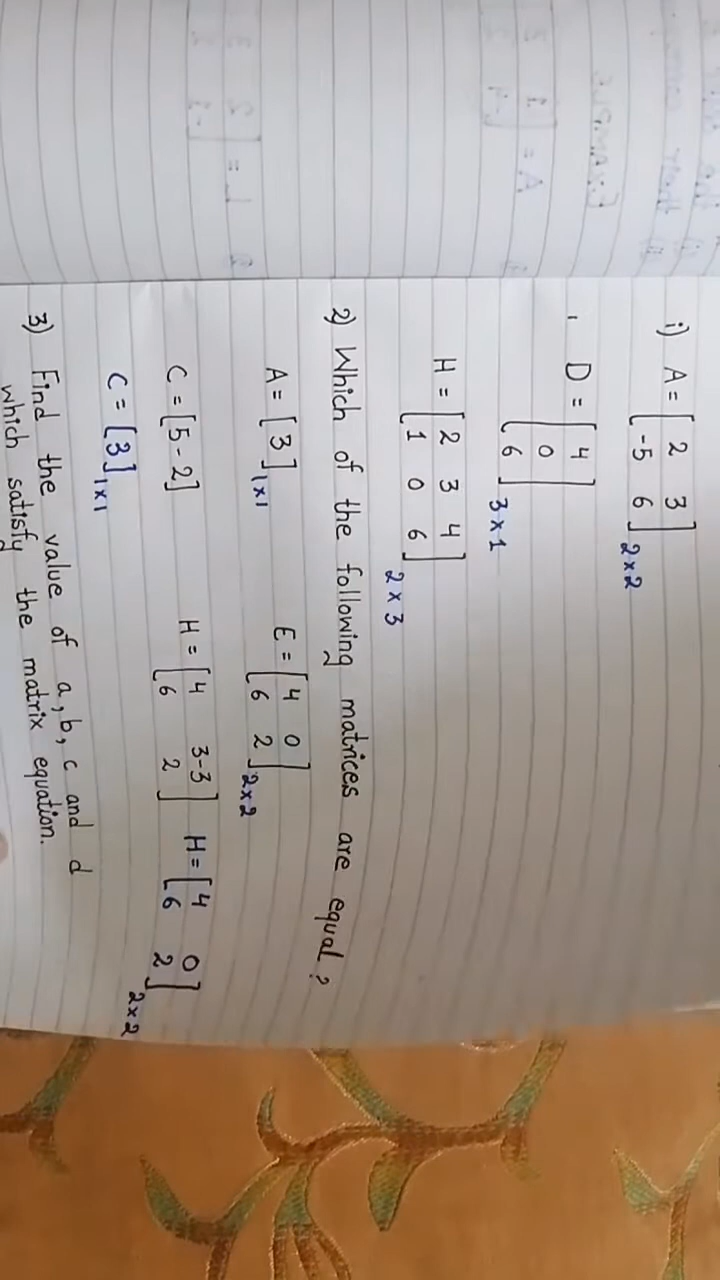 i) A = [ 2 3
-5 6 ] 2×2
, D = [ 4
0
6 ] 3×1
H = [ 2 3 4
1 0 6 ] 2×3
2) Which of the following matrices are equal?
A = [ 3 ] 1×1 E = [ 4 0
6 2 ] 2×2
C = [5-2] H = [ 4 3-3
6 2 ] H = [ 4 0
6 2 ] 2×2
C = [3] 1×1
3) Find the value of a, b, c and d
which satisfy the matrix equation.